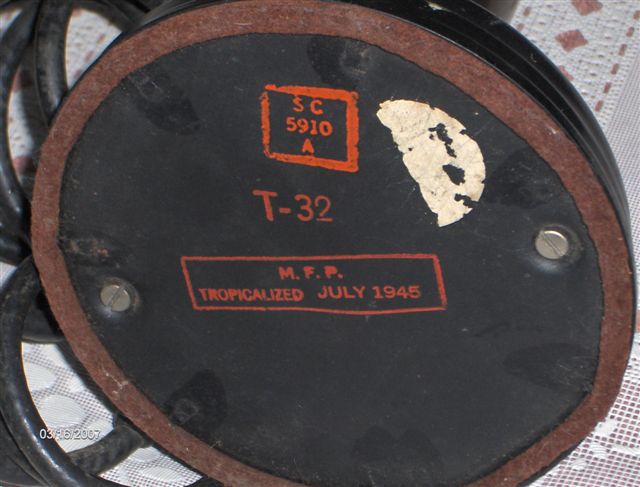 S C
5910
A
T-32
M. F. P.
TROPICALIZED JULY 1945
03/16/2007